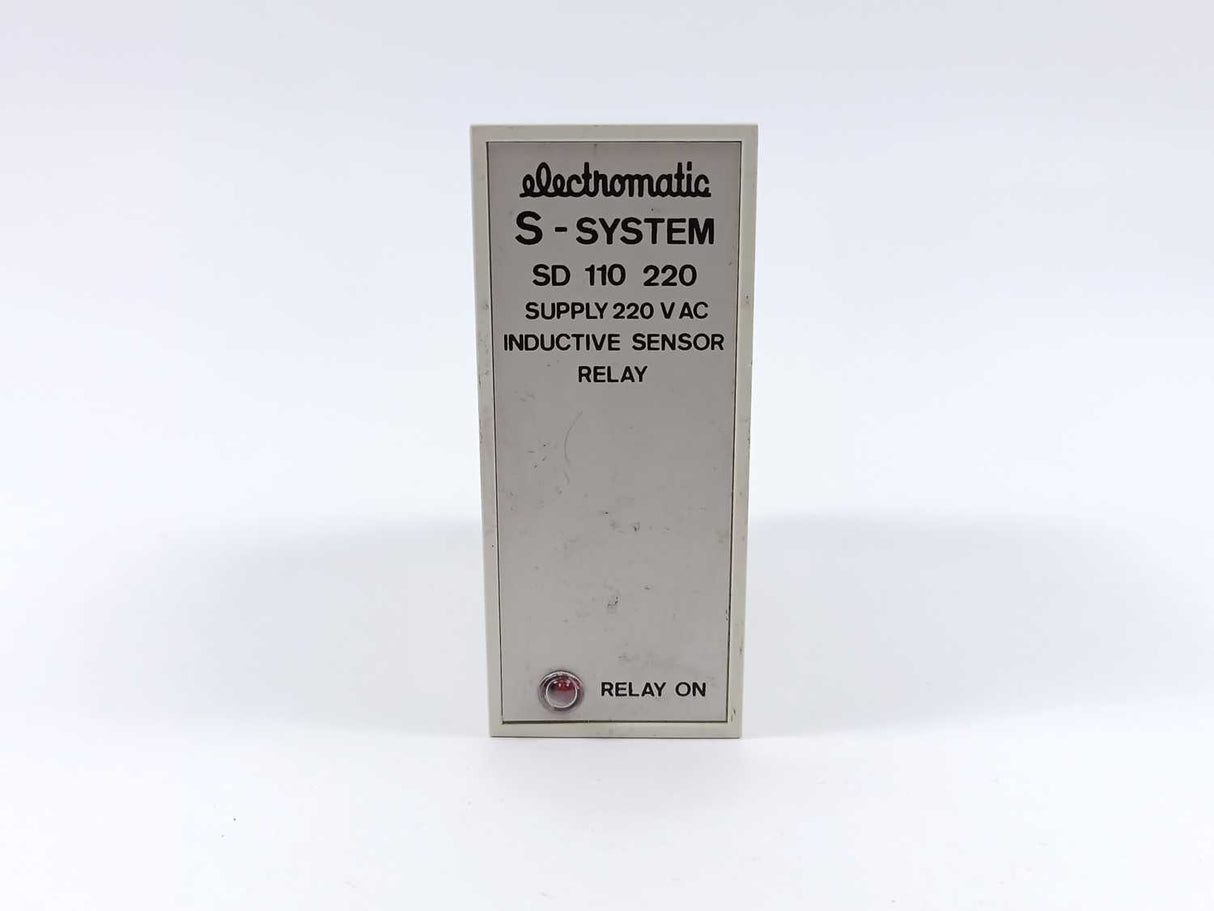 electromatic
S - SYSTEM
SD 110 220
SUPPLY 220 V AC
INDUCTIVE SENSOR
RELAY
RELAY ON